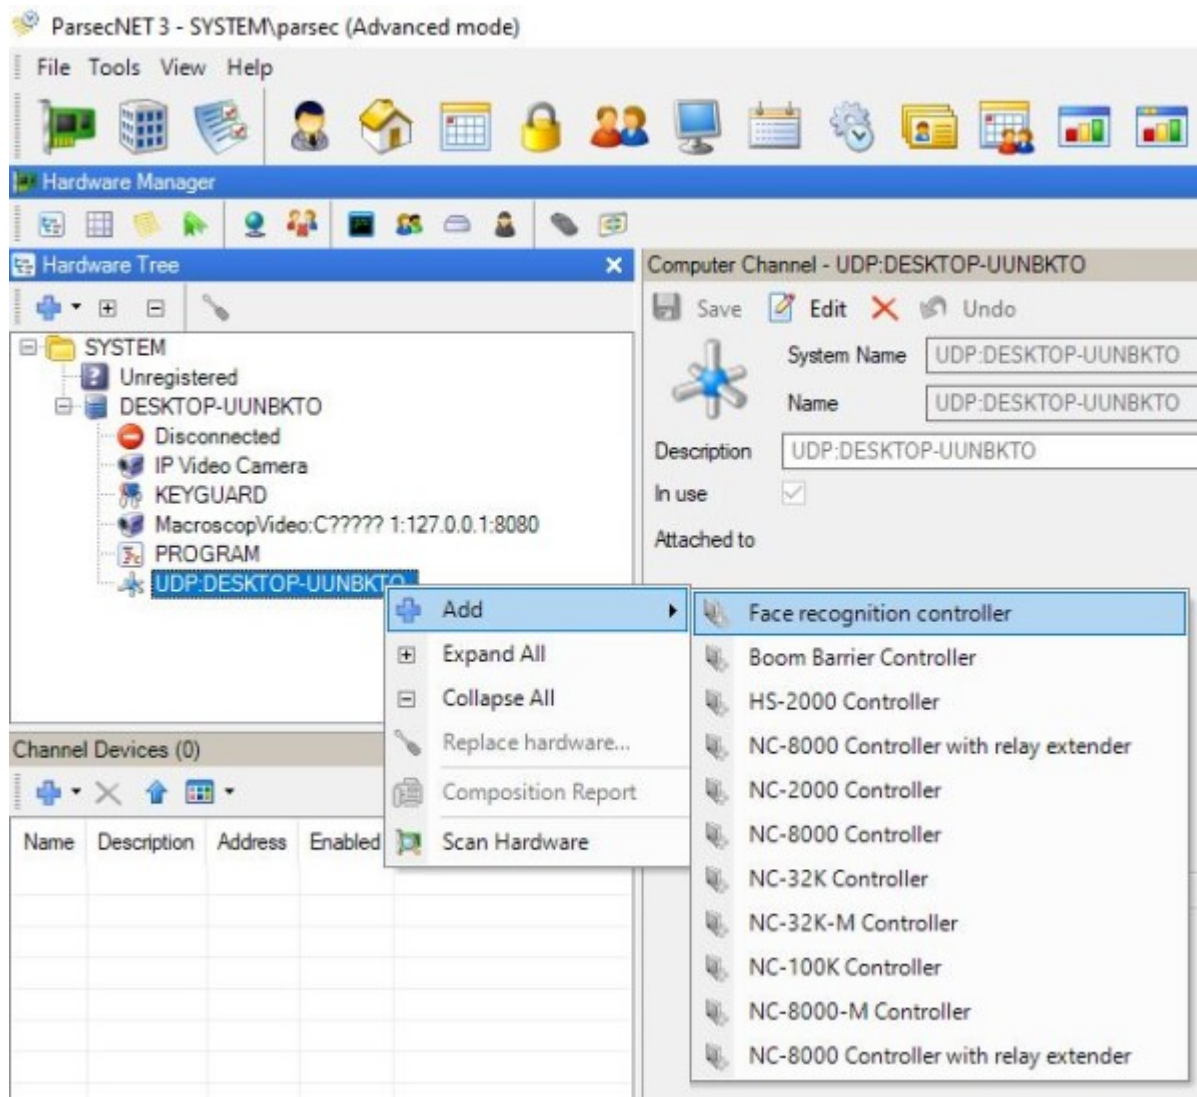 ParsecNET 3 - SYSTEM\parsec (Advanced mode)
File Tools View Help
Hardware Manager
Hardware Tree
SYSTEM
Unregistered
DESKTOP-UUNBKTO
Disconnected
IP Video Camera
KEYGUARD
MacroscopVideo:C????? 1:127.0.0.1:8080
PROGRAM
UDP:DESKTOP-UUNBKTO
Computer Channel - UDP:DESKTOP-UUNBKTO
Save Edit Undo
System Name UDP:DESKTOP-UUNBKTO
Name UDP:DESKTOP-UUNBKTO
Description UDP:DESKTOP-UUNBKTO
In use
Attached to
Add
Expand All
Collapse All
Replace hardware...
Composition Report
Scan Hardware
Face recognition controller
Boom Barrier Controller
HS-2000 Controller
NC-8000 Controller with relay extender
NC-2000 Controller
NC-8000 Controller
NC-32K Controller
NC-32K-M Controller
NC-100K Controller
NC-8000-M Controller
NC-8000 Controller with relay extender
Channel Devices (0)
Name Description Address Enabled